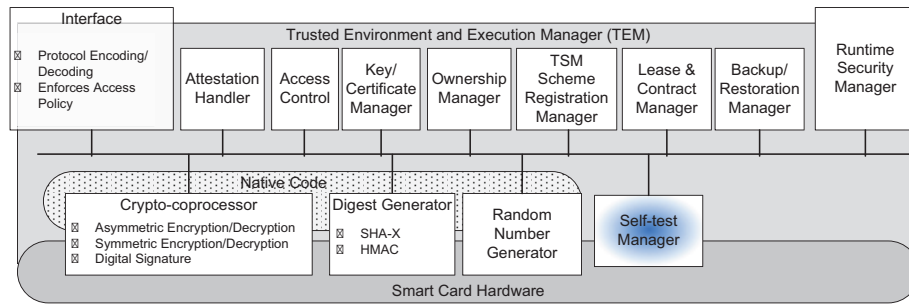 Interface
Protocol Encoding/
Decoding
Enforces Access
Policy
Trusted Environment and Execution Manager (TEM)
Attestation
Handler
Access
Control
Key/
Certificate
Manager
Ownership
Manager
TSM
Scheme
Registration
Manager
Lease &
Contract
Manager
Backup/
Restoration
Manager
Runtime
Security
Manager
Native Code
Crypto-coprocessor
Asymmetric Encryption/Decryption
Symmetric Encryption/Decryption
Digital Signature
Digest Generator
SHA-X
HMAC
Random
Number
Generator
Self-test
Manager
Smart Card Hardware